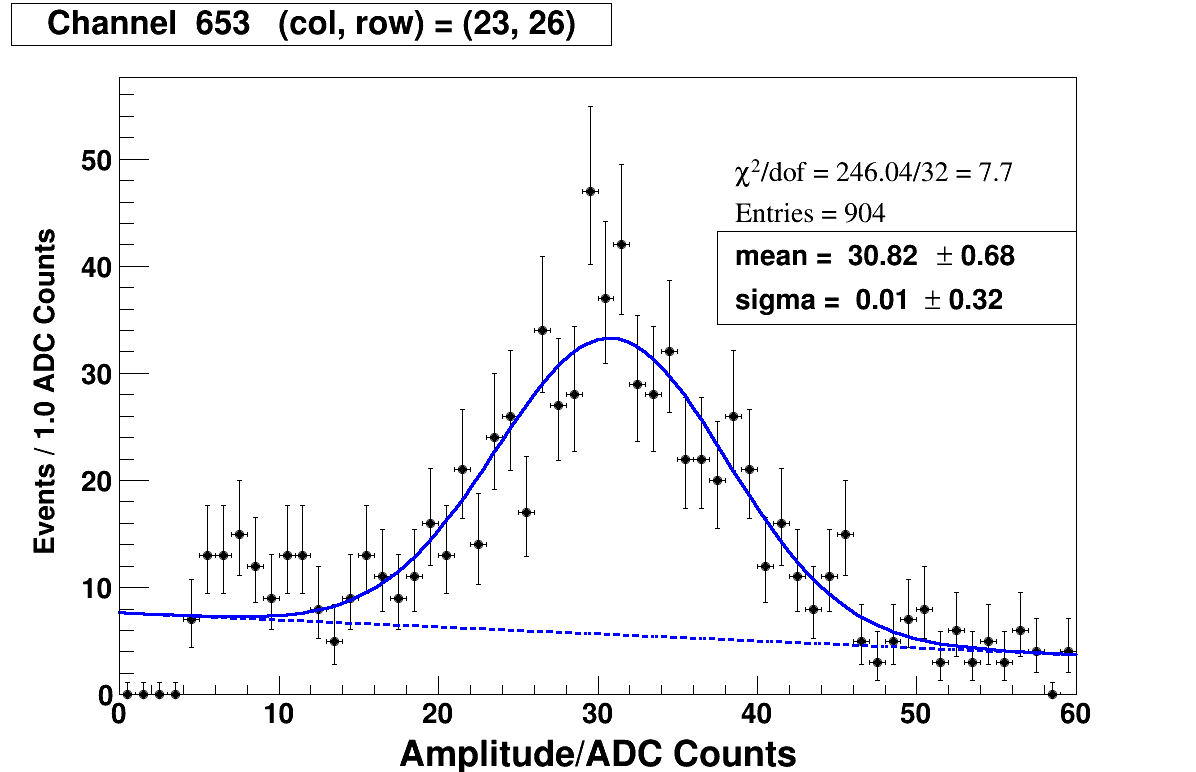 Channel 653 (col, row) = (23, 26)
χ²/dof = 246.04/32 = 7.7
Entries = 904
mean = 30.82 ± 0.68
sigma = 0.01 ± 0.32
Events / 1.0 ADC Counts
50
40
30
20
10
0
0 10 20 30 40 50 60
Amplitude/ADC Counts